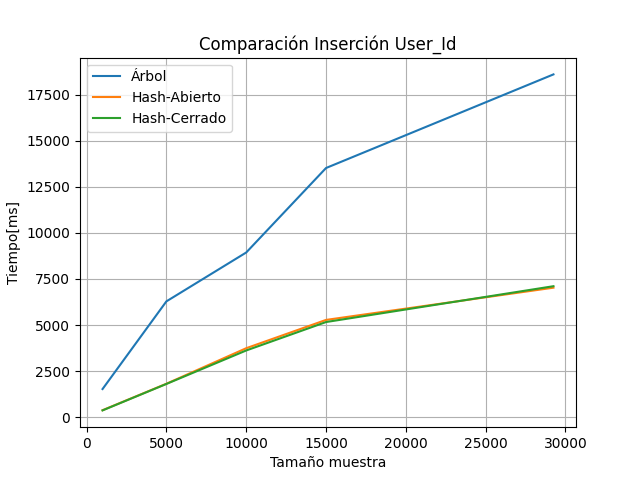 Comparación Inserción User_Id
Árbol
Hash-Abierto
Hash-Cerrado
Tiempo[ms]
17500
15000
12500
10000
7500
5000
2500
0
0 5000 10000 15000 20000 25000 30000
Tamaño muestra